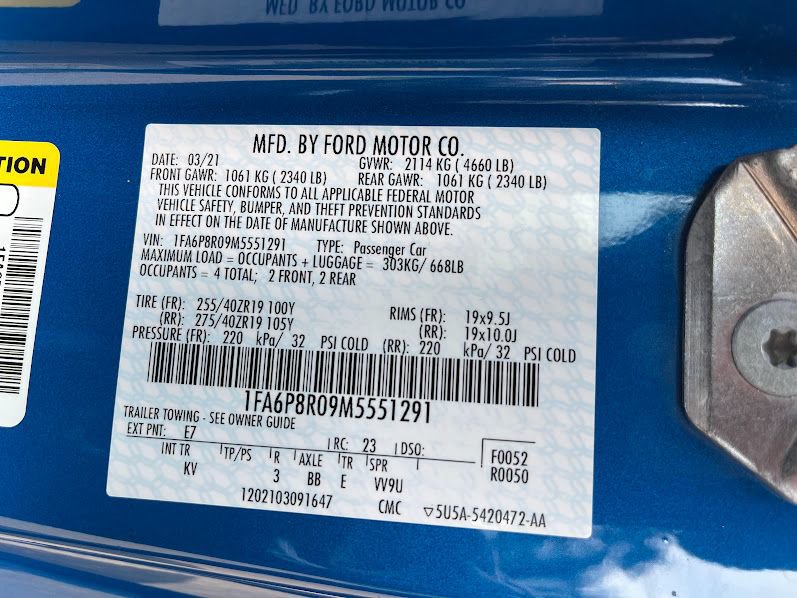 MFD. BY FORD MOTOR CO.
TION
MFD. BY FORD MOTOR CO.
DATE: 03/21 GVWR: 2114 KG ( 4660 LB)
FRONT GAWR: 1061 KG ( 2340 LB) REAR GAWR: 1061 KG ( 2340 LB)
THIS VEHICLE CONFORMS TO ALL APPLICABLE FEDERAL MOTOR
VEHICLE SAFETY, BUMPER, AND THEFT PREVENTION STANDARDS
IN EFFECT ON THE DATE OF MANUFACTURE SHOWN ABOVE.
VIN: 1FA6P8R09M5551291 TYPE: Passenger Car
MAXIMUM LOAD = OCCUPANTS + LUGGAGE = 303KG/ 668LB
OCCUPANTS = 4 TOTAL; 2 FRONT, 2 REAR
TIRE (FR): 255/40ZR19 100Y RIMS (FR): 19x9.5J
(RR): 275/40ZR19 105Y (RR): 19x10.0J
PRESSURE (FR): 220 kPa/ 32 PSI COLD (RR): 220 kPa/ 32 PSI COLD
1FA6P8R09M5551291
TRAILER TOWING - SEE OWNER GUIDE
EXT PNT: E7 RC: 23 DSO: F0052
INT TR TP/PS R AXLE TR SPR R0050
KV 3 BB E VV9U
1202103091647 CMC ▽5U5A-5420472-AA